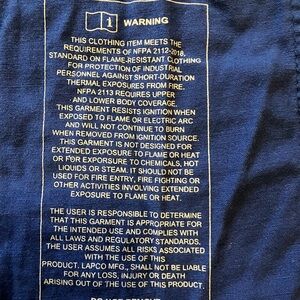 WARNING
THIS CLOTHING ITEM MEETS THE
REQUIREMENTS OF NFPA 2112-2018,
STANDARD ON FLAME-RESISTANT CLOTHING
FOR PROTECTION OF INDUSTRIAL
PERSONNEL AGAINST SHORT-DURATION
THERMAL EXPOSURES FROM FIRE.
NFPA 2113 REQUIRES UPPER
AND LOWER BODY COVERAGE.
THIS GARMENT RESISTS IGNITION WHEN
EXPOSED TO FLAME OR ELECTRIC ARC
AND WILL NOT CONTINUE TO BURN
WHEN REMOVED FROM IGNITION SOURCE.
THIS GARMENT IS NOT DESIGNED FOR
EXTENDED EXPOSURE TO FLAME OR HEAT
OR FOR EXPORSURE TO CHEMICALS, HOT
LIQUIDS OR STEAM. IT SHOULD NOT BE
USED FOR FIRE ENTRY, FIRE FIGHTING OR
OTHER ACTIVITIES INVOLVING EXTENDED
EXPOSURE TO FLAME OR HEAT.
THE USER IS RESPONSIBLE TO DETERMINE
THAT THIS GARMENT IS APPROPRIATE FOR
THE INTENDED USE AND COMPLIES WITH
ALL LAWS AND REGULATORY STANDARDS.
THE USER ASSUMES ALL RISKS ASSOCIATED
WITH THE USE OF THIS
PRODUCT. LAPCO MFG., SHALL NOT BE LIABLE
FOR ANY LOSS, INJURY OR DEATH
ARISING OUT OF THE USE OF THIS PRODUCT.
DO NOT REMOVE